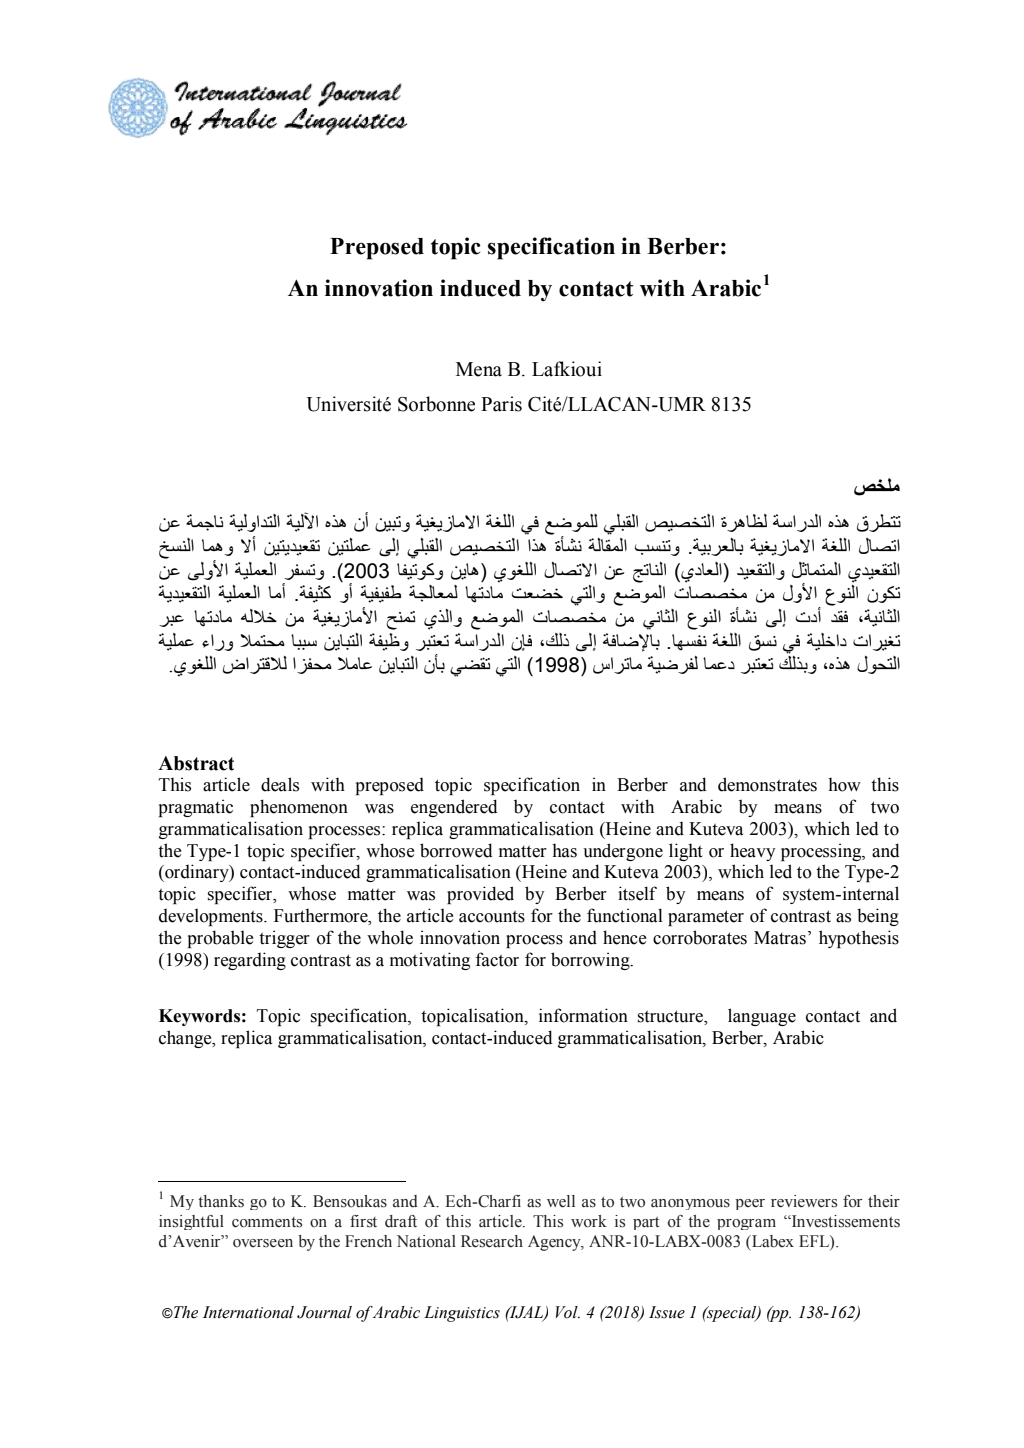 International Journal
of Arabic Linguistics
Preposed topic specification in Berber:
An innovation induced by contact with Arabic1
Mena B. Lafkioui
Université Sorbonne Paris Cité/LLACAN-UMR 8135
ملخص
تتطرق هذه الدراسة لظاهرة التخصيص القبلي للموضع في اللغة الامازيغية وتبين أن هذه الآلية التداولية ناجمة عن
اتصال اللغة الامازيغية بالعربية. وتنسب المقالة نشأة هذا التخصيص القبلي إلى عملتين تقعيديتين ألا وهما النسخ
التقعيدي المتماثل والتقعيد (العادي) الناتج عن الاتصال اللغوي (هاين وكوتيفا 2003). وتسفر العملية الأولى عن
تكون النوع الأول من مخصصات الموضع والتي خضعت مادتها لمعالجة طفيفية أو كثيفة. أما العملية التقعيدية
الثانية، فقد أدت إلى نشأة النوع الثاني من مخصصات الموضع والذي تمنح الأمازيغية من خلاله مادتها عبر
تغيرات داخلية في نسق اللغة نفسها. بالإضافة إلى ذلك، فإن الدراسة تعتبر وظيفة التباين سببا محتملا وراء عملية
التحول هذه، وبذلك تعتبر دعما لفرضية ماتراس (1998) التي تقضي بأن التباين عاملا محفزا للاقتراض اللغوي.
Abstract
This article deals with preposed topic specification in Berber and demonstrates how this
pragmatic phenomenon was engendered by contact with Arabic by means of two
grammaticalisation processes: replica grammaticalisation (Heine and Kuteva 2003), which led to
the Type-1 topic specifier, whose borrowed matter has undergone light or heavy processing, and
(ordinary) contact-induced grammaticalisation (Heine and Kuteva 2003), which led to the Type-2
topic specifier, whose matter was provided by Berber itself by means of system-internal
developments. Furthermore, the article accounts for the functional parameter of contrast as being
the probable trigger of the whole innovation process and hence corroborates Matras’ hypothesis
(1998) regarding contrast as a motivating factor for borrowing.
Keywords: Topic specification, topicalisation, information structure, language contact and
change, replica grammaticalisation, contact-induced grammaticalisation, Berber, Arabic
1 My thanks go to K. Bensoukas and A. Ech-Charfi as well as to two anonymous peer reviewers for their
insightful comments on a first draft of this article. This work is part of the program “Investissements
d’Avenir” overseen by the French National Research Agency, ANR-10-LABX-0083 (Labex EFL).
©The International Journal of Arabic Linguistics (IJAL) Vol. 4 (2018) Issue 1 (special) (pp. 138-162)